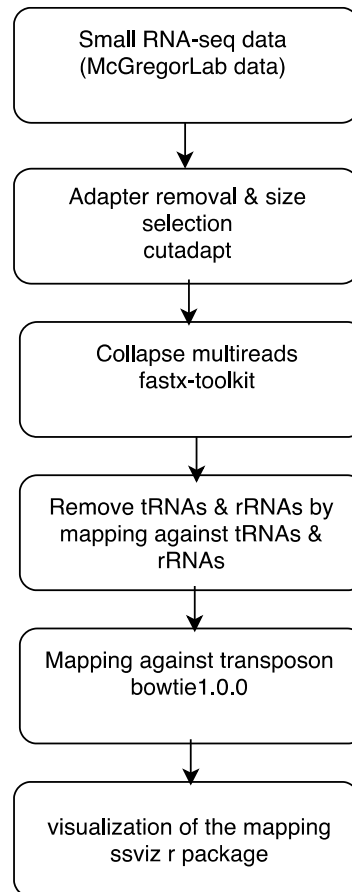 Small RNA-seq data
(McGregorLab data)
Adapter removal & size
selection
cutadapt
Collapse multireads
fastx-toolkit
Remove tRNAs & rRNAs by
mapping against tRNAs &
rRNAs
Mapping against transposon
bowtie1.0.0
visualization of the mapping
ssviz r package